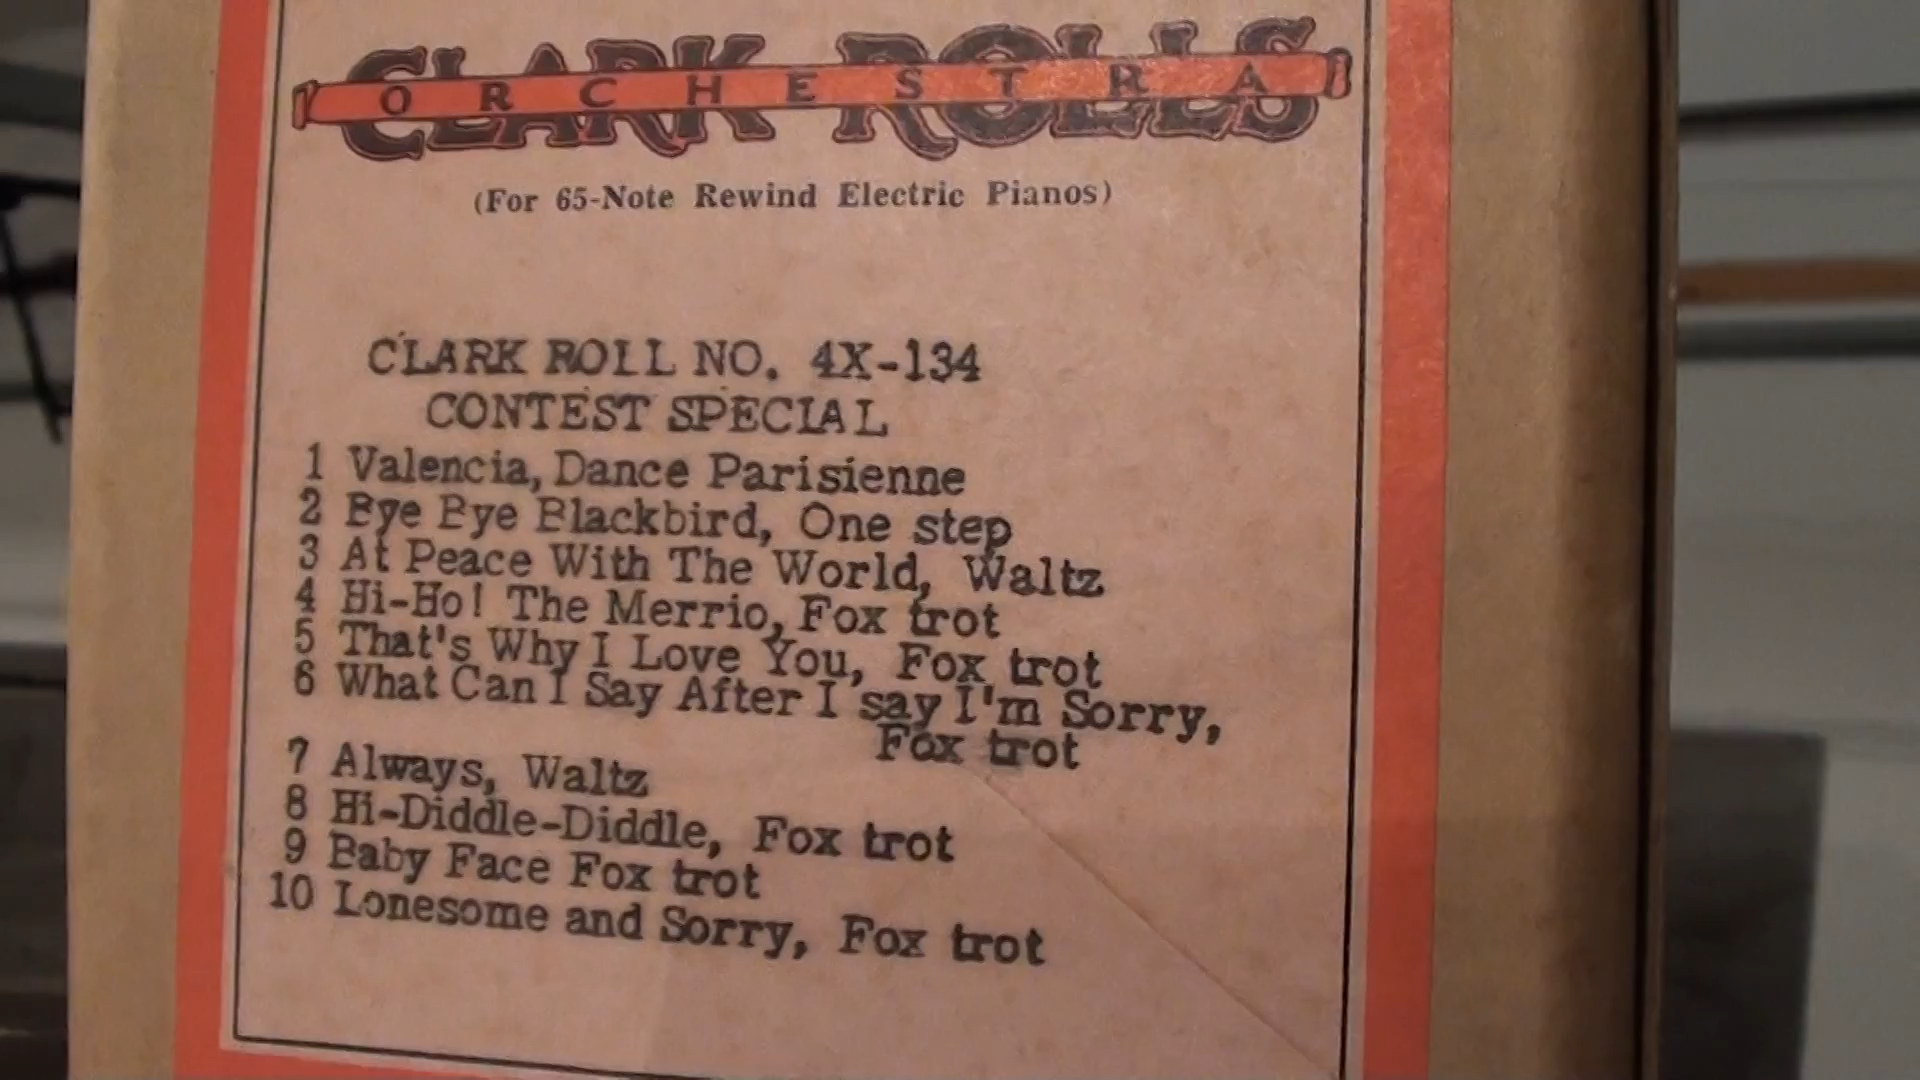 CLARK ROLLS
ORCHESTRA
(For 65-Note Rewind Electric Pianos)
CLARK ROLL NO. 4X-134
CONTEST SPECIAL
1 Valencia, Dance Parisienne
2 Bye Bye Blackbird, One step
3 At Peace With The World, Waltz
4 Hi-Ho! The Merrio, Fox trot
5 That's Why I Love You, Fox trot
6 What Can I Say After I say I'm Sorry,
Fox trot
7 Always, Waltz
8 Hi-Diddle-Diddle, Fox trot
9 Baby Face Fox trot
10 Lonesome and Sorry, Fox trot